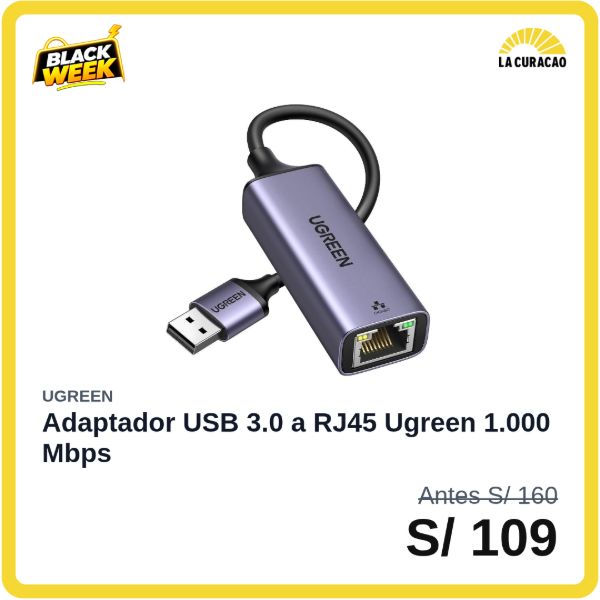 BLACK
WEEK
LA CURACAO
UGREEN
UGREEN
UGREEN
Adaptador USB 3.0 a RJ45 Ugreen 1.000
Mbps
Antes S/ 160
S/ 109